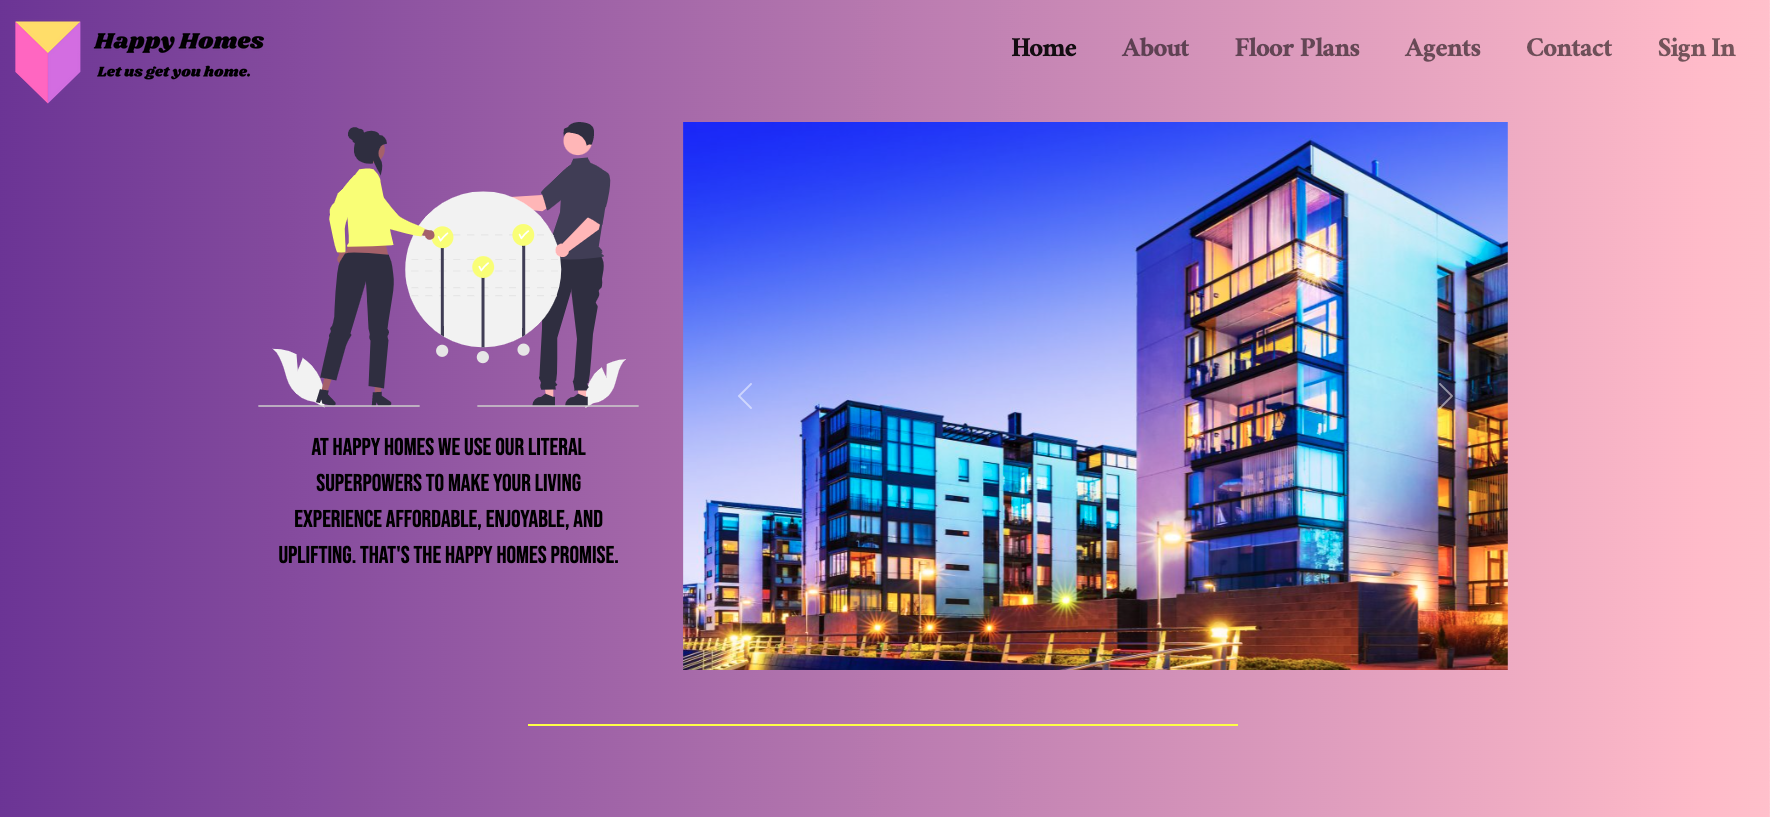 Happy Homes
Let us get you home.
Home About Floor Plans Agents Contact Sign In
AT HAPPY HOMES WE USE OUR LITERAL
SUPERPOWERS TO MAKE YOUR LIVING
EXPERIENCE AFFORDABLE, ENJOYABLE, AND
UPLIFTING. THAT'S THE HAPPY HOMES PROMISE.